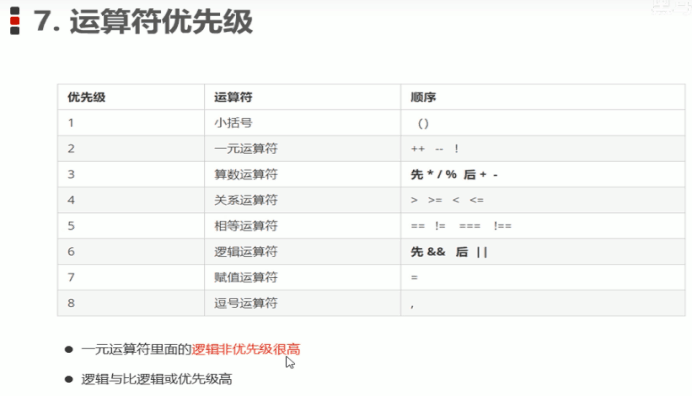 7. 运算符优先级
优先级 运算符 顺序
1 小括号 ()
2 一元运算符 ++ -- !
3 算数运算符 先 * / % 后 + -
4 关系运算符 > >= < <=
5 相等运算符 == != === !==
6 逻辑运算符 先 && 后 ||
7 赋值运算符 =
8 逗号运算符 ,
一元运算符里面的逻辑非优先级很高
逻辑与比逻辑或优先级高